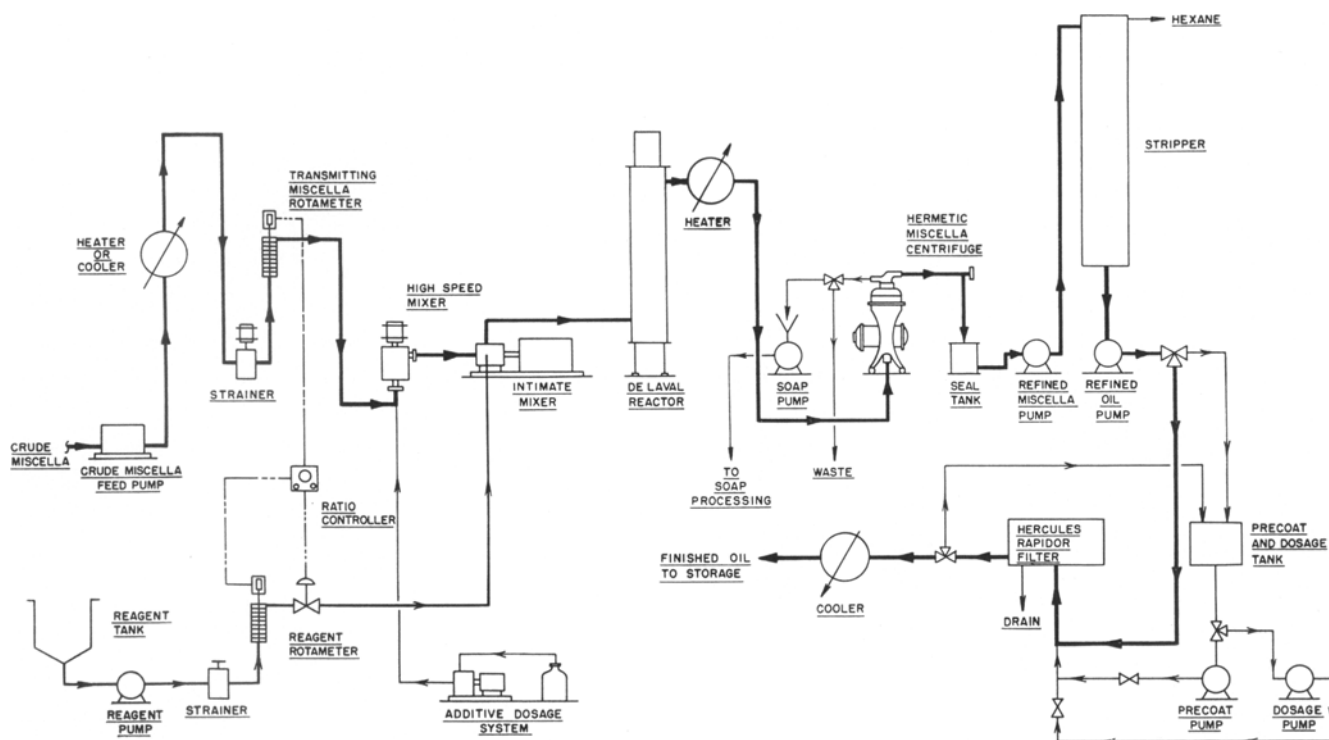 HEXANE
STRIPPER
TRANSMITTING
MISCELLA
ROTAMETER
HEATER
OR
COOLER
HEATER
HERMETIC
MISCELLA
CENTRIFUGE
HIGH SPEED
MIXER
STRAINER
INTIMATE
MIXER
DE LAVAL
REACTOR
SOAP
PUMP
SEAL
TANK
REFINED
MISCELLA
PUMP
REFINED
OIL
PUMP
CRUDE
MISCELLA
CRUDE MISCELLA
FEED PUMP
TO
SOAP
PROCESSING
WASTE
RATIO
CONTROLLER
HERCULES
RAPIDOR
FILTER
PRECOAT
AND DOSAGE
TANK
FINISHED OIL
TO STORAGE
COOLER
DRAIN
REAGENT
TANK
REAGENT
ROTAMETER
REAGENT
PUMP
STRAINER
ADDITIVE DOSAGE
SYSTEM
PRECOAT
PUMP
DOSAGE
PUMP